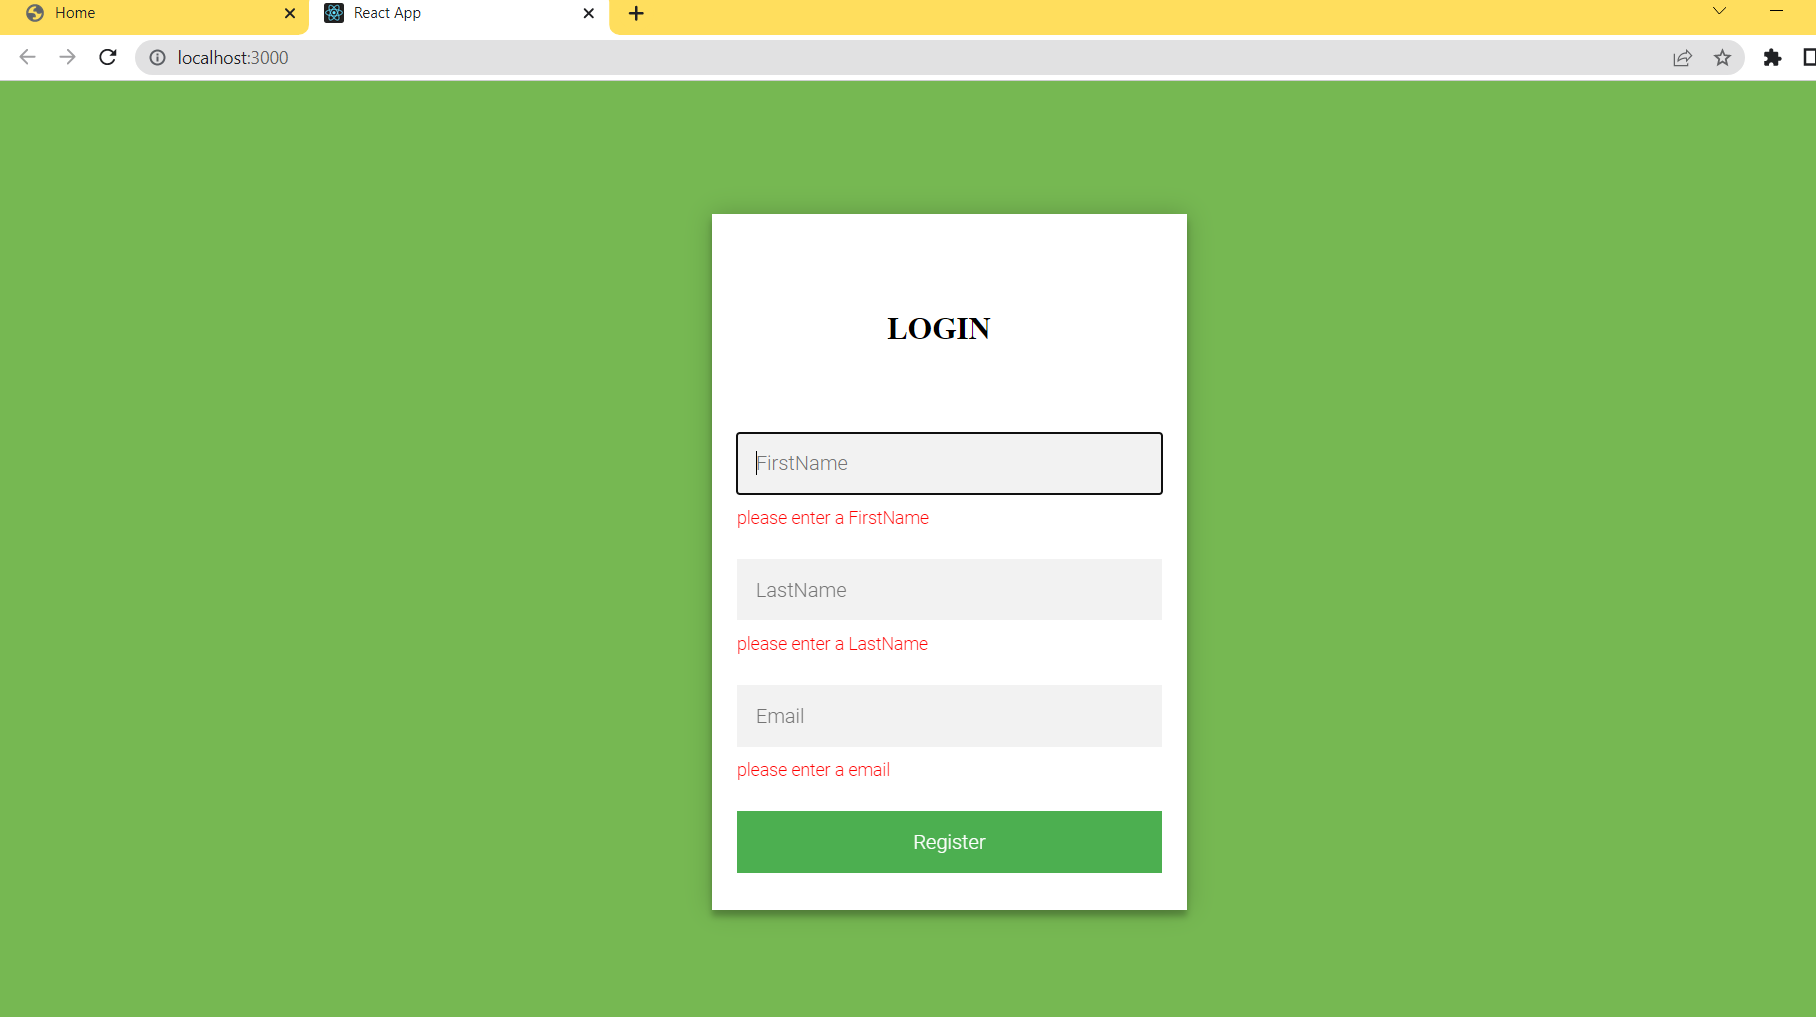 Home
React App
localhost:3000
LOGIN
FirstName
please enter a FirstName
LastName
please enter a LastName
Email
please enter a email
Register